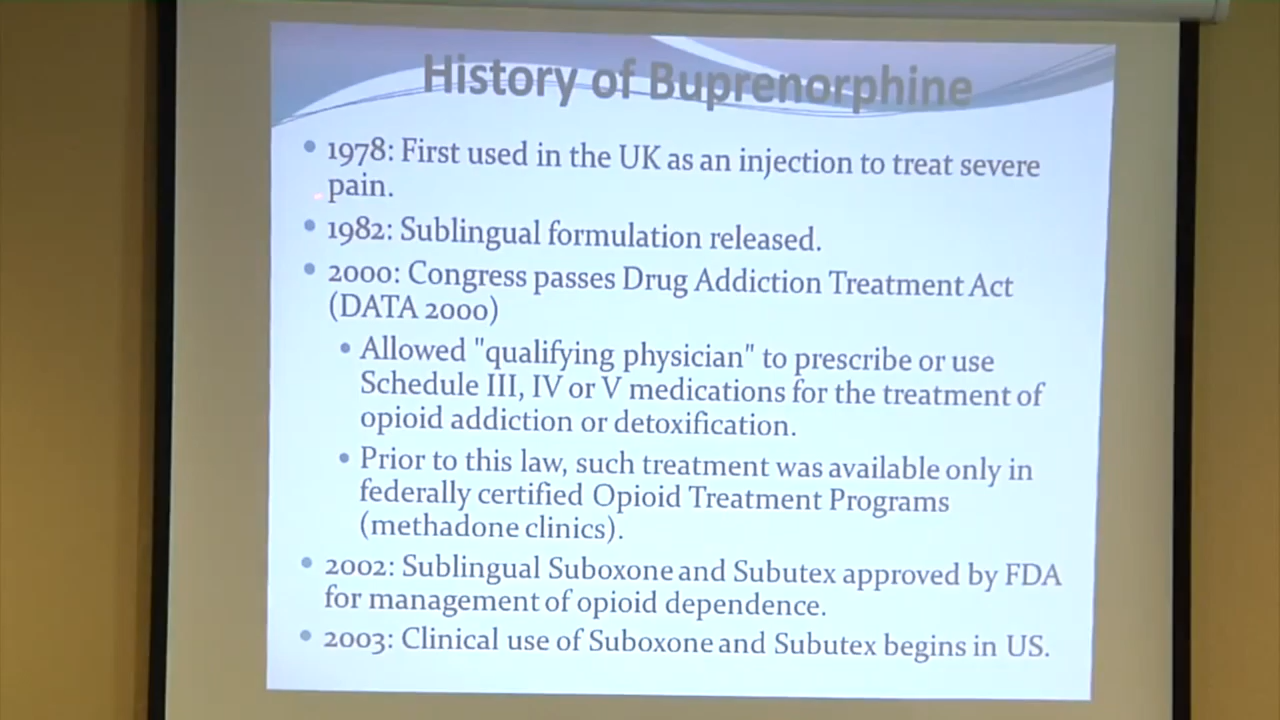 History of Buprenorphine
• 1978: First used in the UK as an injection to treat severe
pain.
• 1982: Sublingual formulation released.
• 2000: Congress passes Drug Addiction Treatment Act
(DATA 2000)
• Allowed "qualifying physician" to prescribe or use
Schedule III, IV or V medications for the treatment of
opioid addiction or detoxification.
• Prior to this law, such treatment was available only in
federally certified Opioid Treatment Programs
(methadone clinics).
• 2002: Sublingual Suboxone and Subutex approved by FDA
for management of opioid dependence.
• 2003: Clinical use of Suboxone and Subutex begins in US.